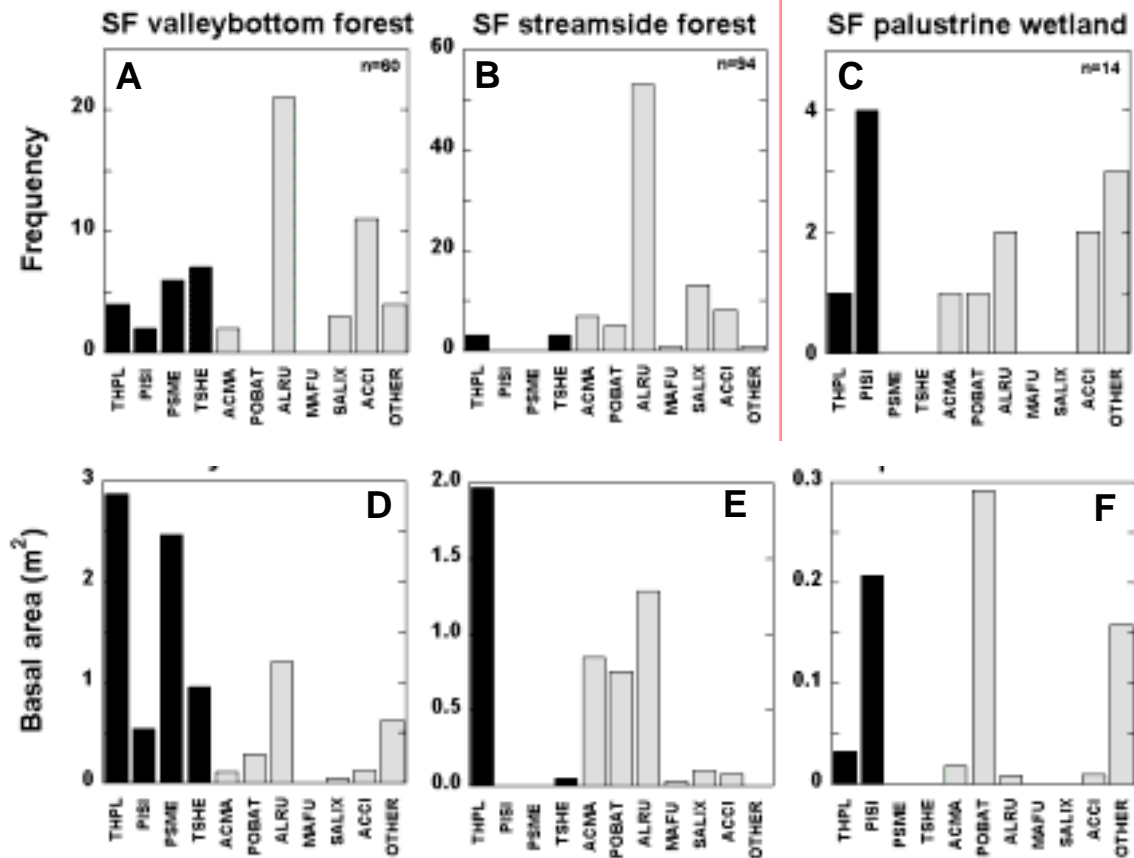 SF valleybottom forest
SF streamside forest
SF palustrine wetland
A
n=60
B
n=94
C
n=14
Frequency
20
10
0
60
40
20
0
4
2
0
THPL PISI PSME TSHE ACMA POBAT ALRU MAFU SALIX ACCI OTHER
THPL PISI PSME TSHE ACMA POBAT ALRU MAFU SALIX ACCI OTHER
THPL PISI PSME TSHE ACMA POBAT ALRU MAFU SALIX ACCI OTHER
D
E
F
Basal area (m²)
3
2
1
0
2.0
1.5
1.0
0.5
0.0
0.3
0.2
0.1
0
THPL PISI PSME TSHE ACMA POBAT ALRU MAFU SALIX ACCI OTHER
THPL PISI PSME TSHE ACMA POBAT ALRU MAFU SALIX ACCI OTHER
THPL PISI PSME TSHE ACMA POBAT ALRU MAFU SALIX ACCI OTHER